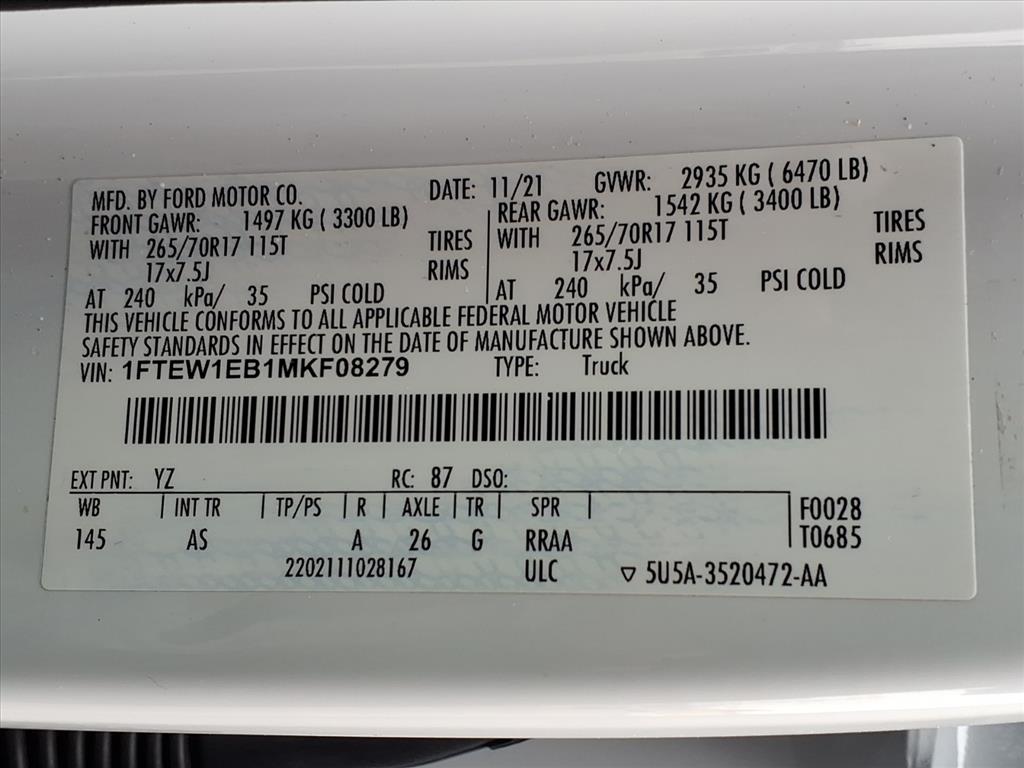 MFD. BY FORD MOTOR CO. DATE: 11/21 GVWR: 2935 KG ( 6470 LB)
FRONT GAWR: 1497 KG ( 3300 LB) REAR GAWR: 1542 KG ( 3400 LB)
WITH 265/70R17 115T TIRES WITH 265/70R17 115T TIRES
17x7.5J RIMS 17x7.5J RIMS
AT 240 kPa/ 35 PSI COLD AT 240 kPa/ 35 PSI COLD
THIS VEHICLE CONFORMS TO ALL APPLICABLE FEDERAL MOTOR VEHICLE
SAFETY STANDARDS IN EFFECT ON THE DATE OF MANUFACTURE SHOWN ABOVE.
VIN: 1FTEW1EB1MKF08279 TYPE: Truck
EXT PNT: YZ RC: 87 DSO:
WB INT TR TP/PS R AXLE TR SPR F0028
145 AS A 26 G RRAA T0685
2202111028167 ULC ▽ 5U5A-3520472-AA